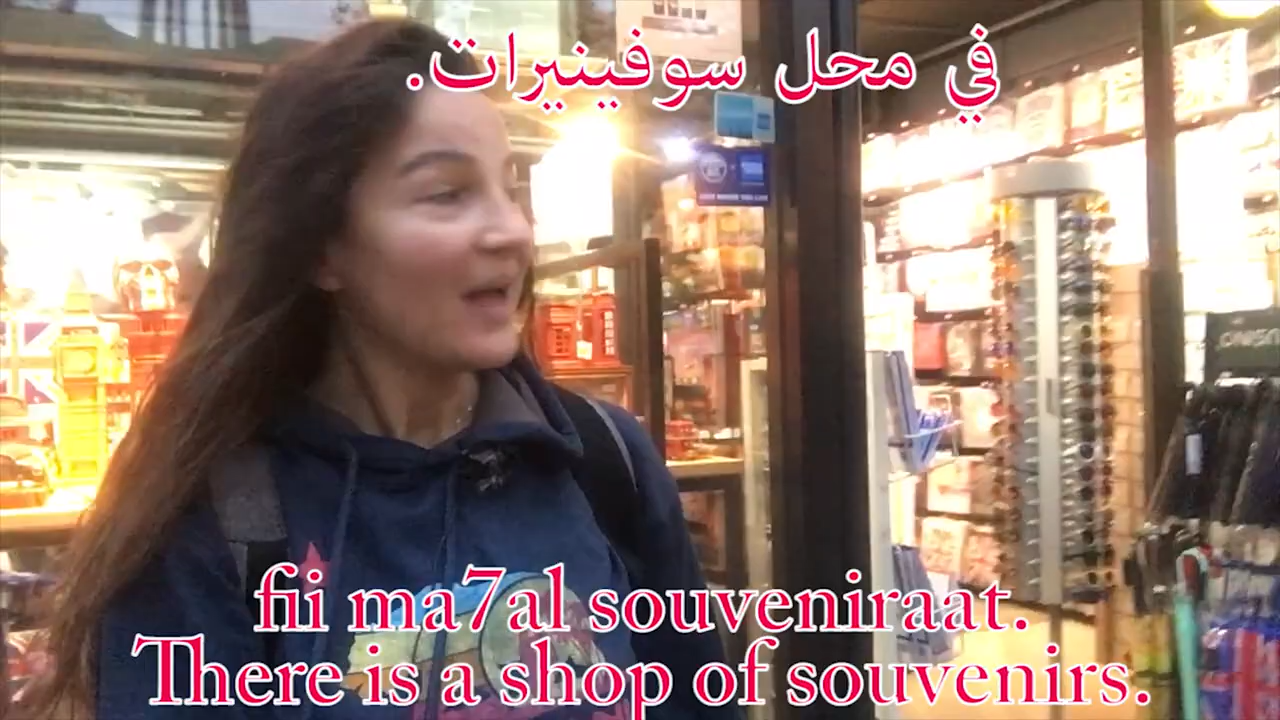 في محل سوفينيرات.
fii ma7al souveniraat.
There is a shop of souvenirs.